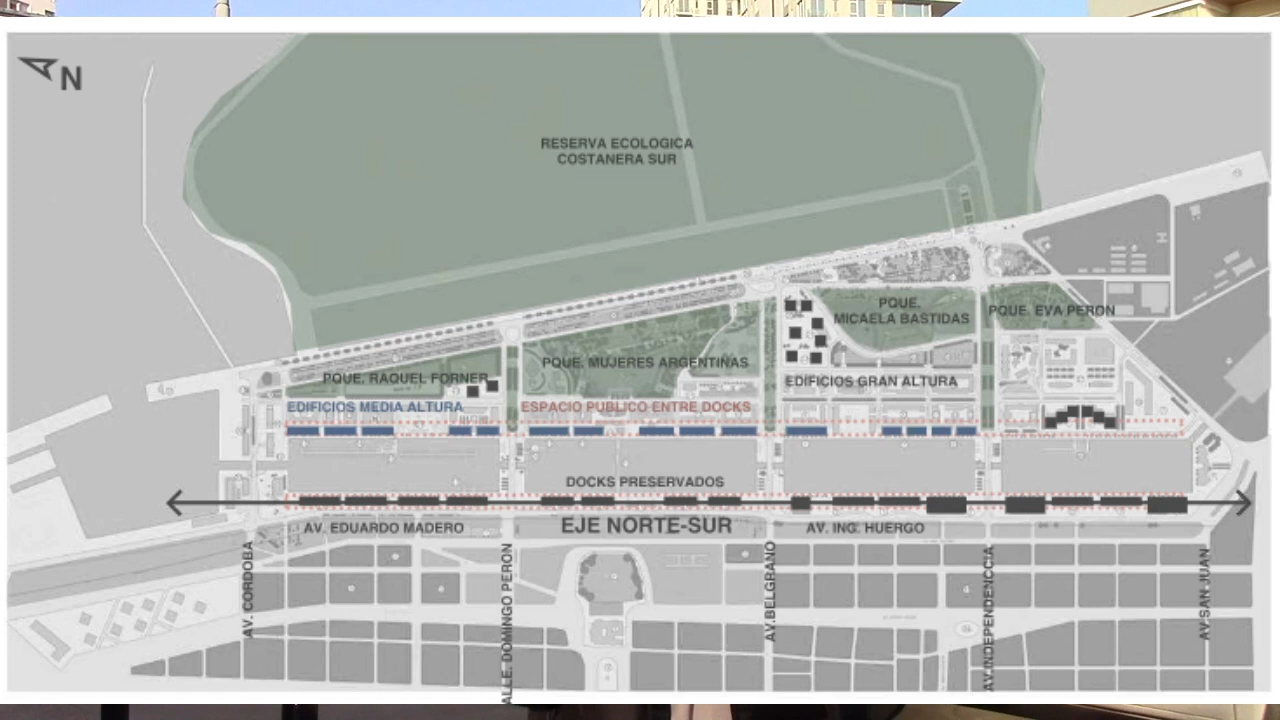 N
RESERVA ECOLOGICA
COSTANERA SUR
PQUE.
MICAELA BASTIDAS
PQUE. EVA PERON
PQUE. MUJERES ARGENTINAS
PQUE. RAQUEL FORNER
EDIFICIOS GRAN ALTURA
EDIFICIOS MEDIA ALTURA
ESPACIO PUBLICO ENTRE DOCKS
DOCKS PRESERVADOS
AV. EDUARDO MADERO
EJE NORTE-SUR
AV. ING. HUERGO
AV. CORDOBA
ALLE. DOMINGO PERON
AV.BELGRANO
AV.INDEPENDENCCIA
AV.SAN JUAN